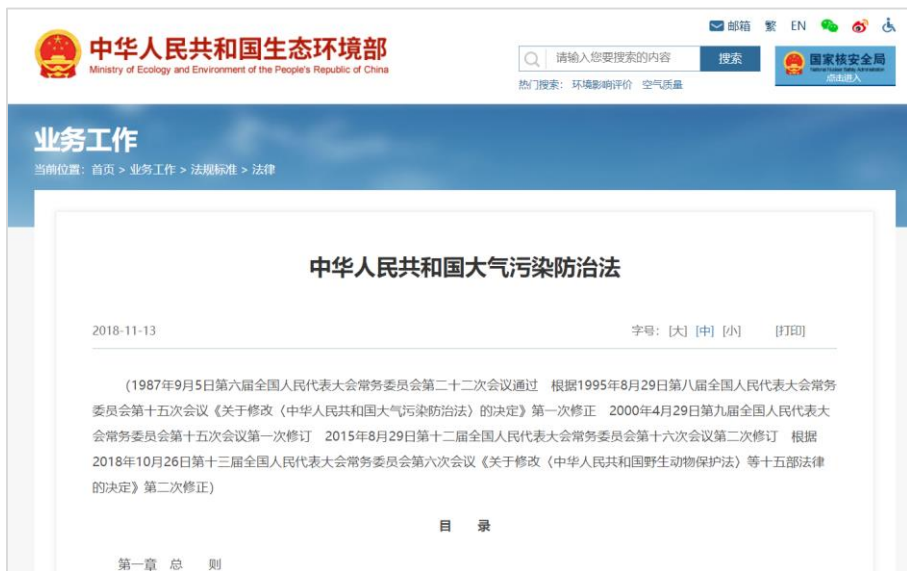 邮箱 繁 EN
中华人民共和国生态环境部
Ministry of Ecology and Environment of the People's Republic of China
请输入您要搜索的内容 搜索
热门搜索： 环境影响评价 空气质量
国家核安全局
National Nuclear Safety Administration
点击进入
业务工作
当前位置：首页 > 业务工作 > 法规标准 > 法律
中华人民共和国大气污染防治法
2018-11-13 字号：[大] [中] [小] [打印]
(1987年9月5日第六届全国人民代表大会常务委员会第二十二次会议通过 根据1995年8月29日第八届全国人民代表大会常务
委员会第十五次会议《关于修改〈中华人民共和国大气污染防治法〉的决定》第一次修正 2000年4月29日第九届全国人民代表大
会常务委员会第十五次会议第一次修订 2015年8月29日第十二届全国人民代表大会常务委员会第十六次会议第二次修订 根据
2018年10月26日第十三届全国人民代表大会常务委员会第六次会议《关于修改〈中华人民共和国野生动物保护法〉等十五部法律
的决定》第二次修正)
目 录
第一章 总 则